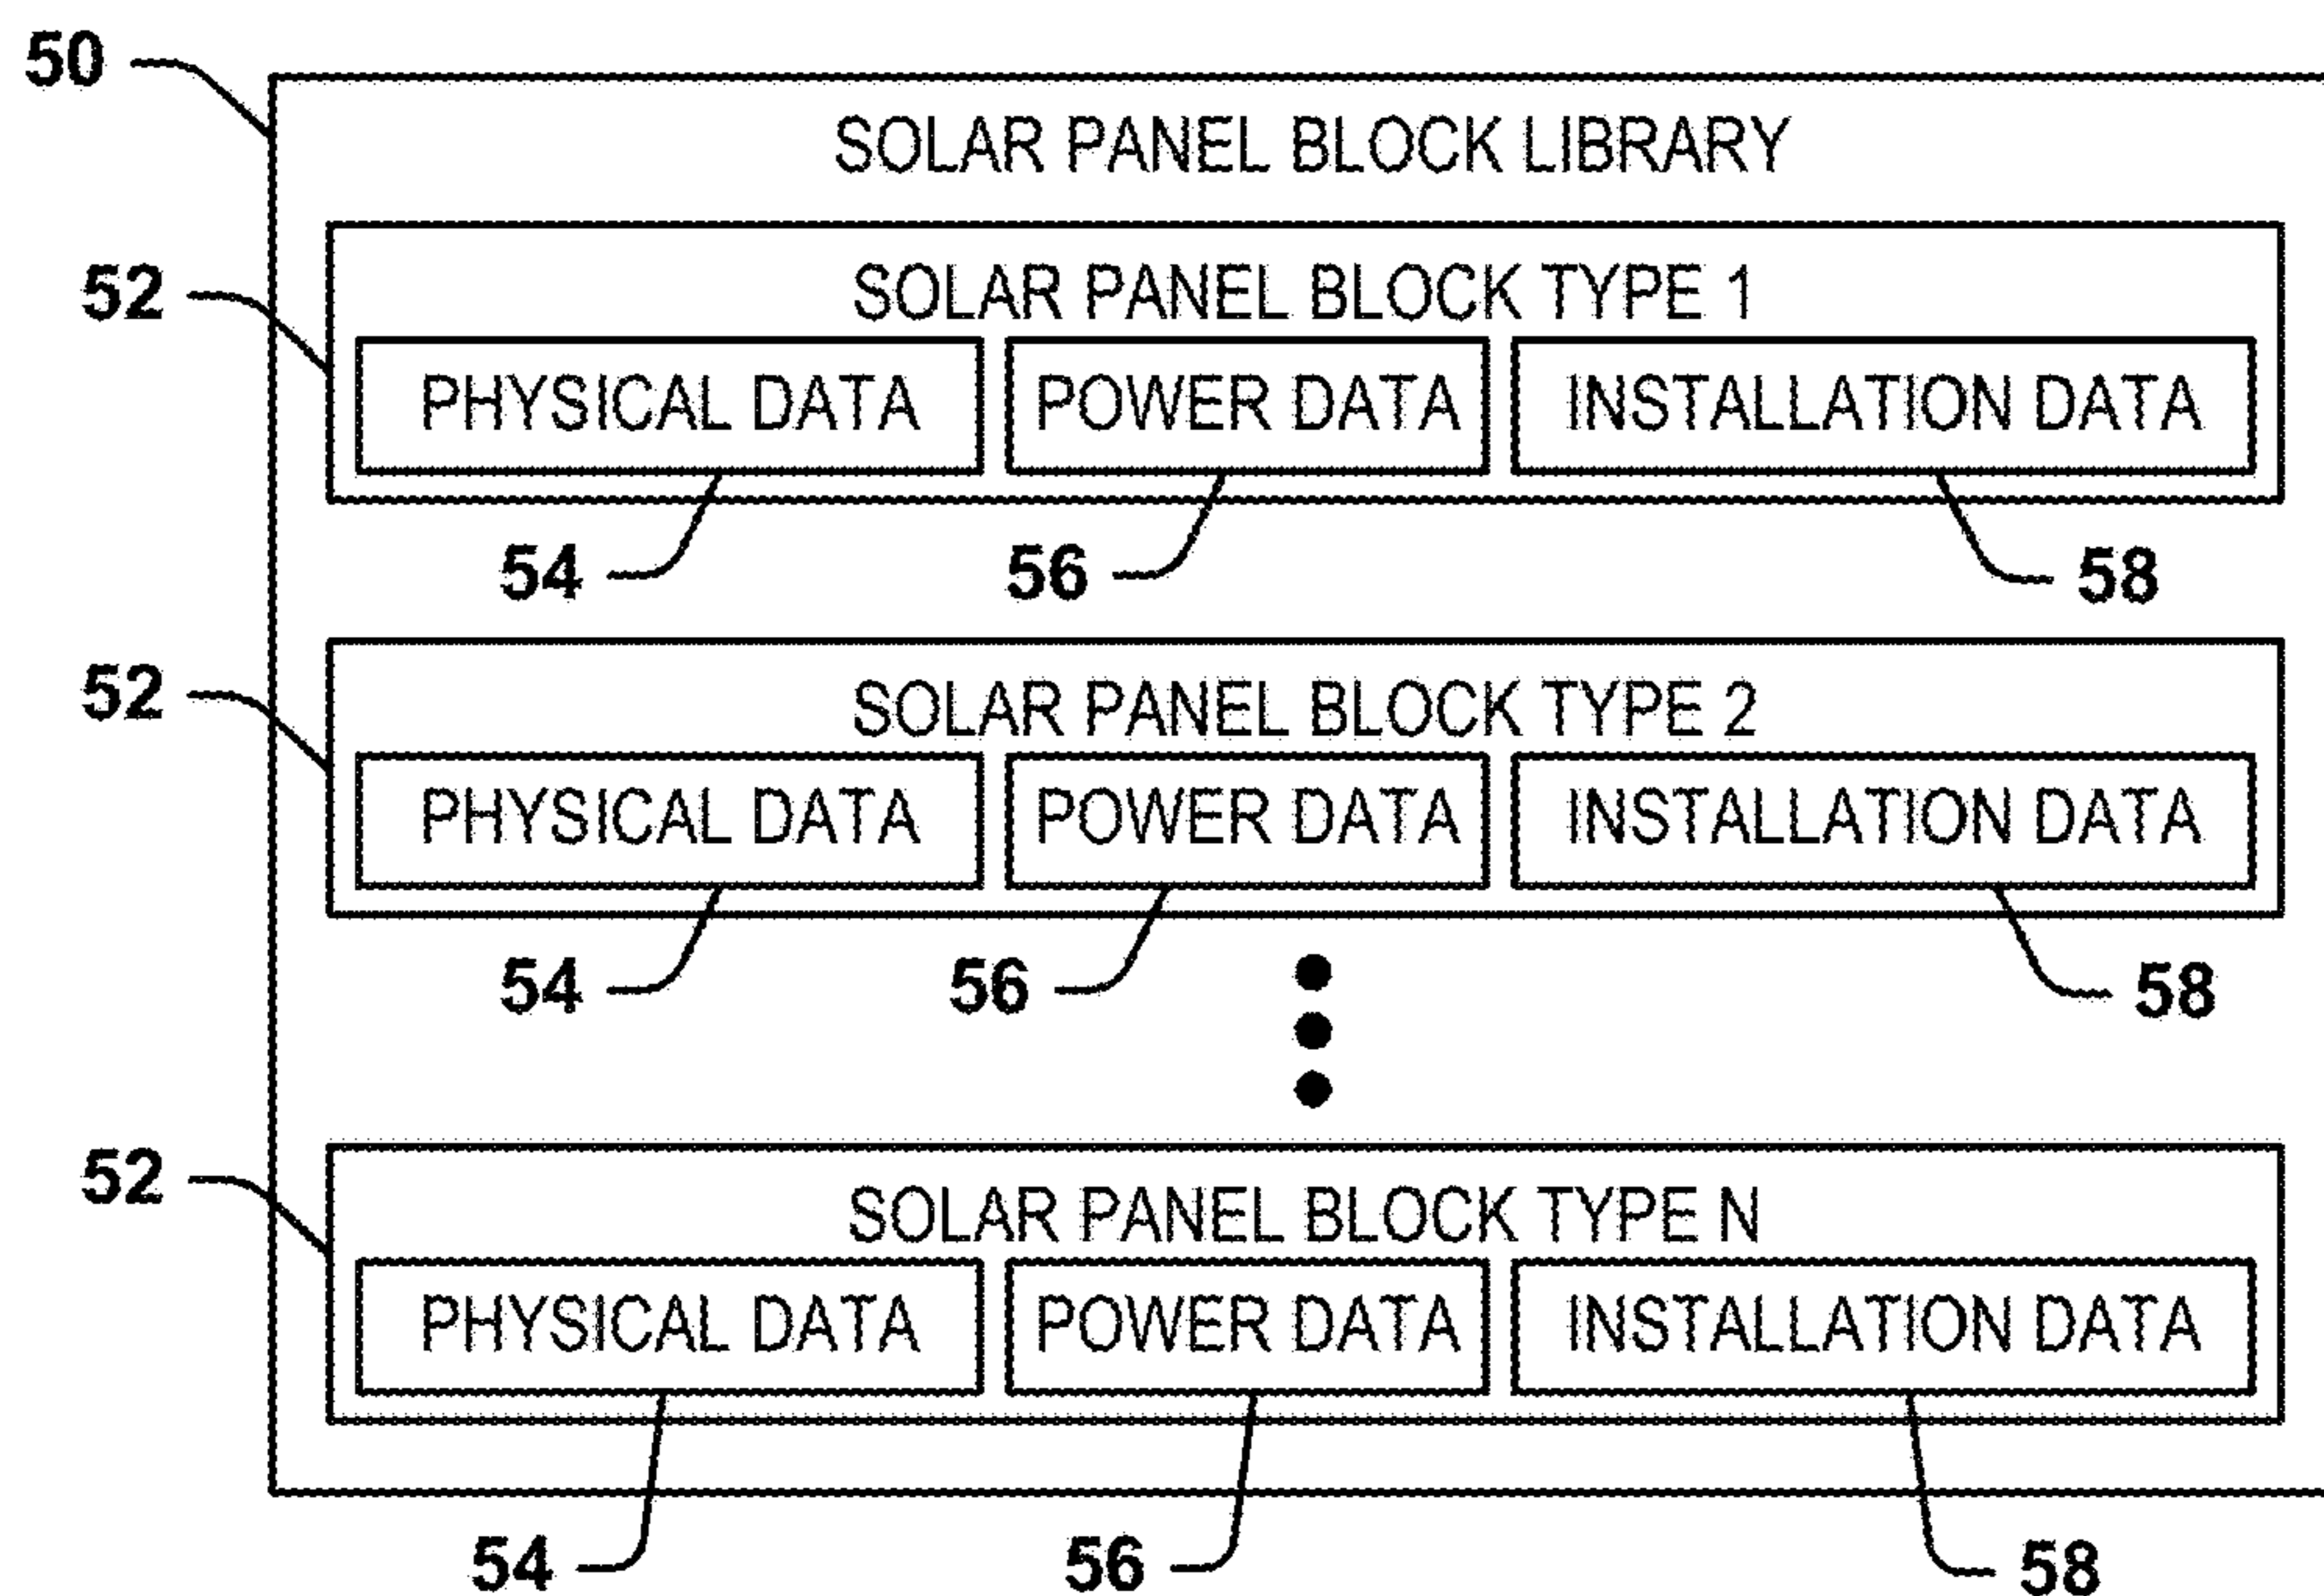 50
SOLAR PANEL BLOCK LIBRARY
52
SOLAR PANEL BLOCK TYPE 1
PHYSICAL DATA POWER DATA INSTALLATION DATA
54 56 58
52
SOLAR PANEL BLOCK TYPE 2
PHYSICAL DATA POWER DATA INSTALLATION DATA
54 56 58
52
SOLAR PANEL BLOCK TYPE N
PHYSICAL DATA POWER DATA INSTALLATION DATA
54 56 58